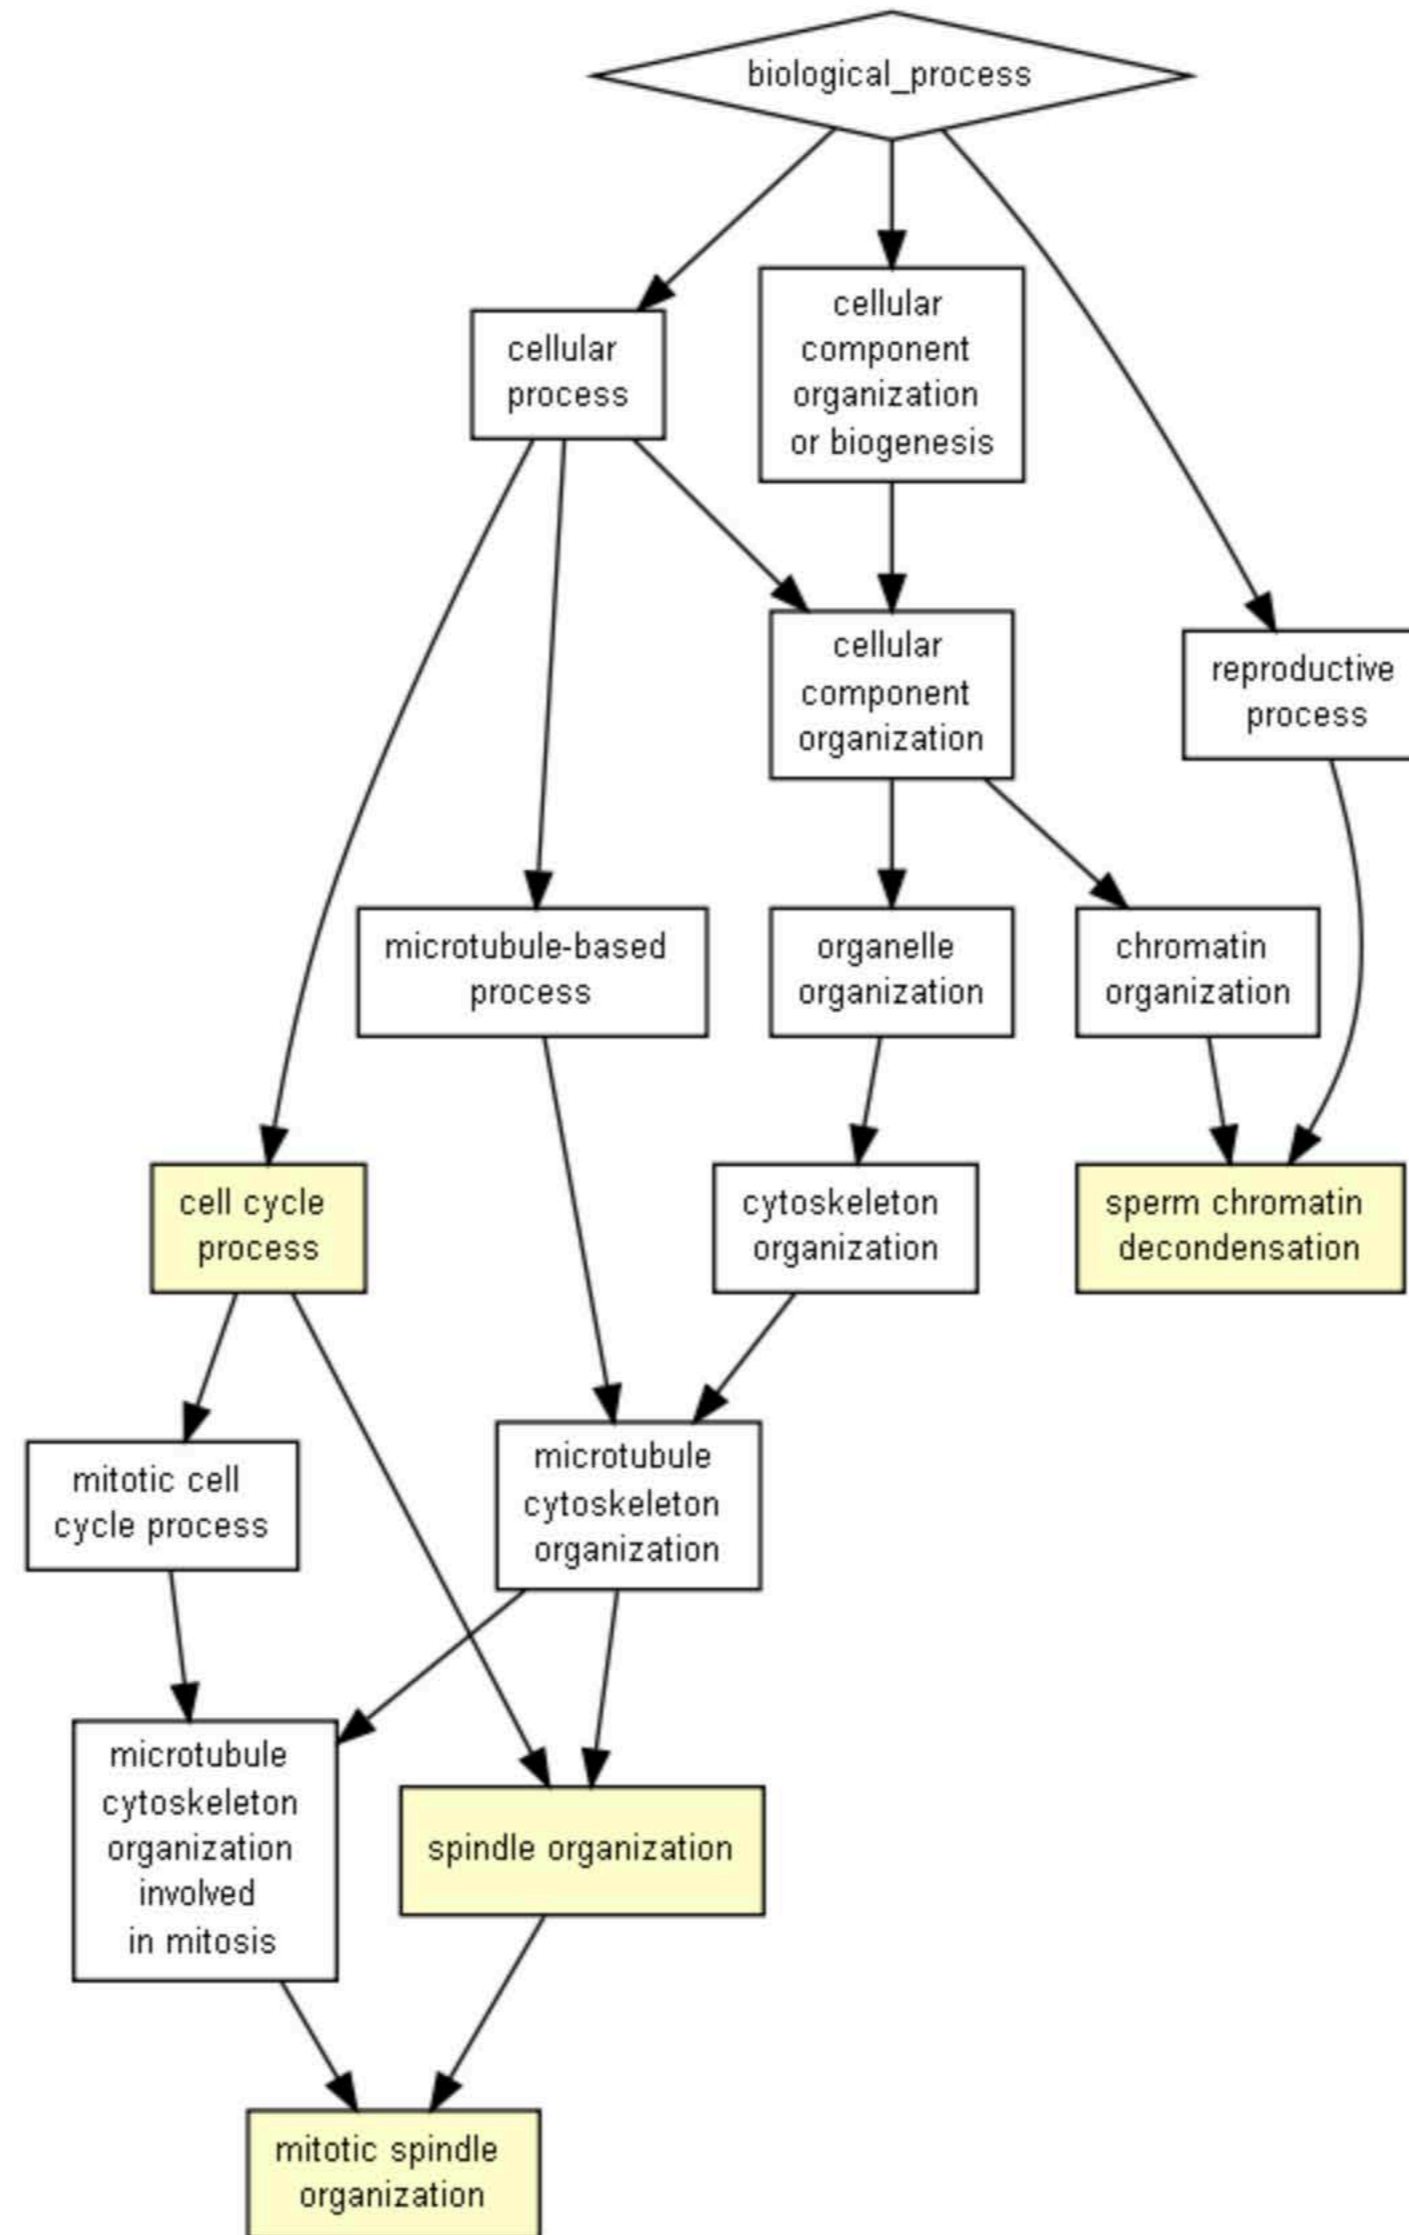 biological_process
cellular
process
cellular
component
organization
or biogenesis
cellular
component
organization
reproductive
process
microtubule-based
process
organelle
organization
chromatin
organization
cell cycle
process
cytoskeleton
organization
sperm chromatin
decondensation
mitotic cell
cycle process
microtubule
cytoskeleton
organization
microtubule
cytoskeleton
organization
involved
in mitosis
spindle organization
mitotic spindle
organization